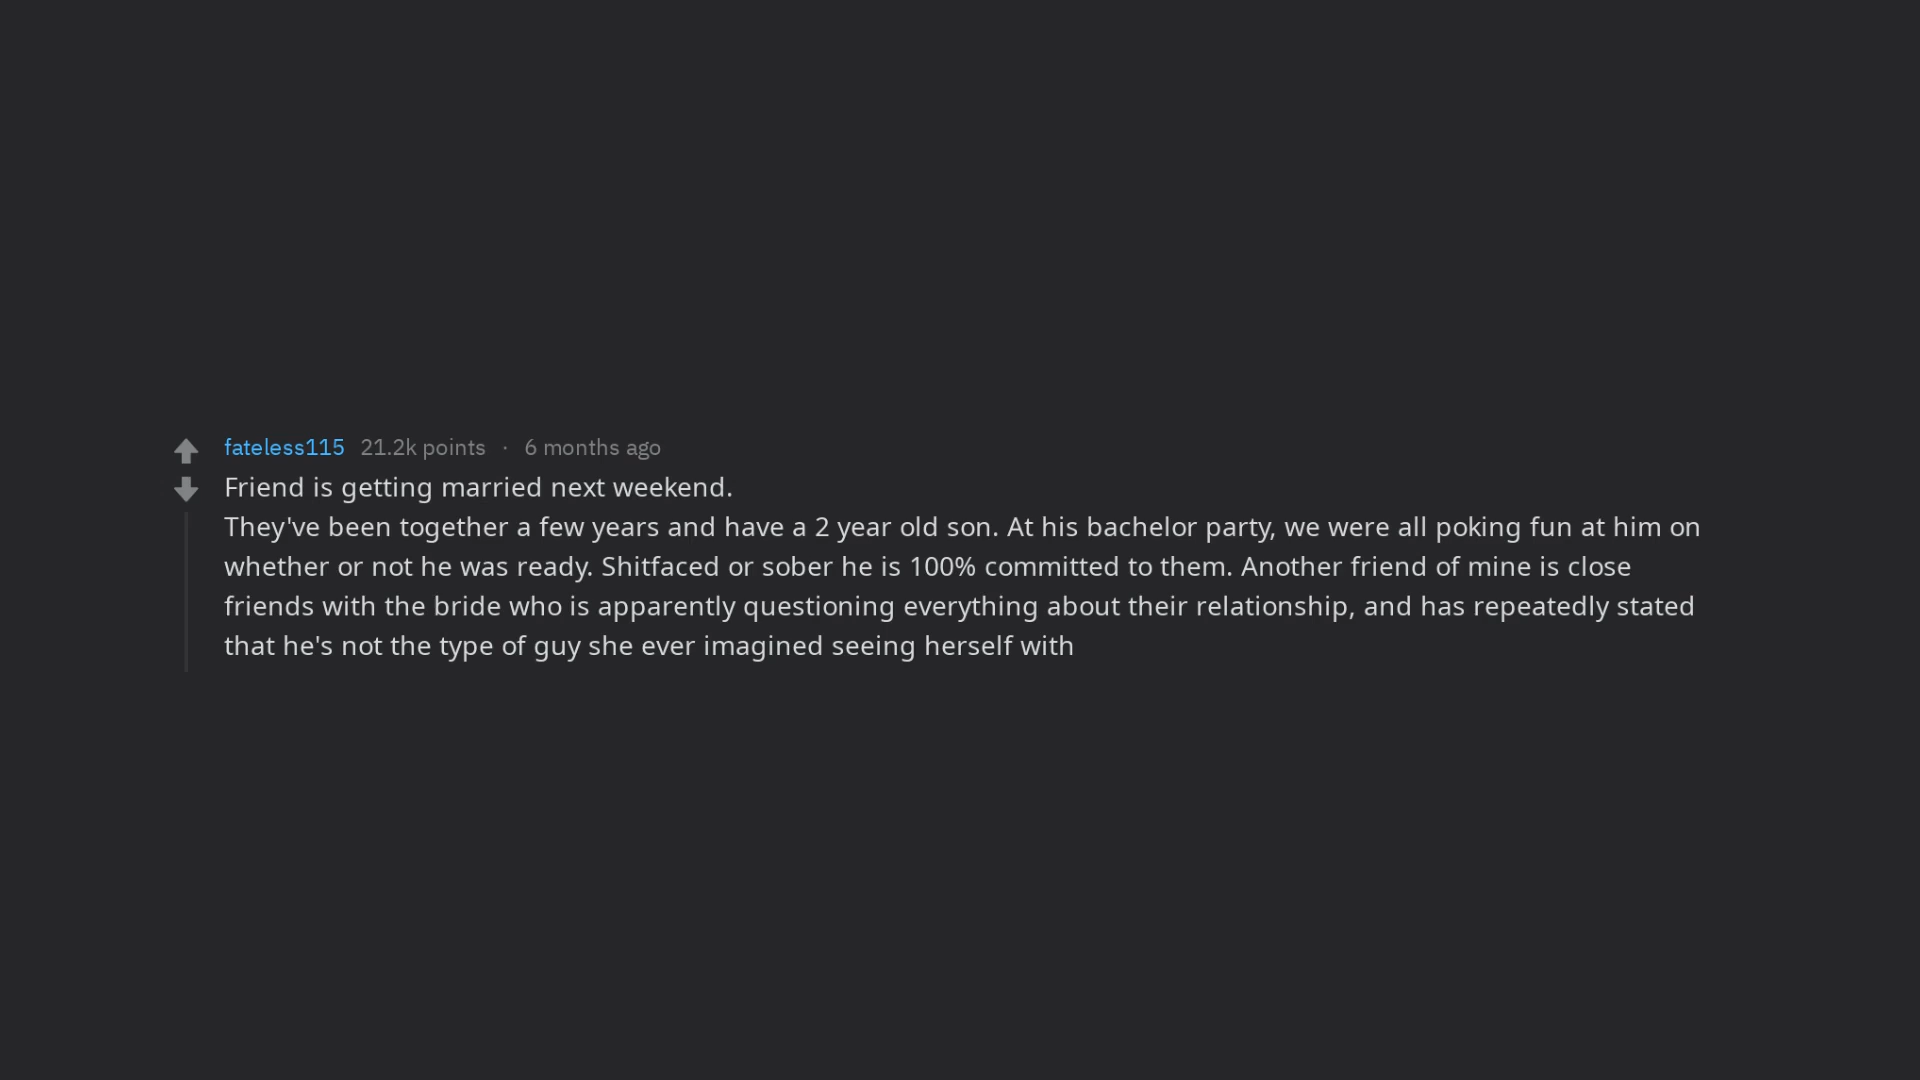 fateless115 21.2k points · 6 months ago
Friend is getting married next weekend.
They've been together a few years and have a 2 year old son. At his bachelor party, we were all poking fun at him on
whether or not he was ready. Shitfaced or sober he is 100% committed to them. Another friend of mine is close
friends with the bride who is apparently questioning everything about their relationship, and has repeatedly stated
that he's not the type of guy she ever imagined seeing herself with